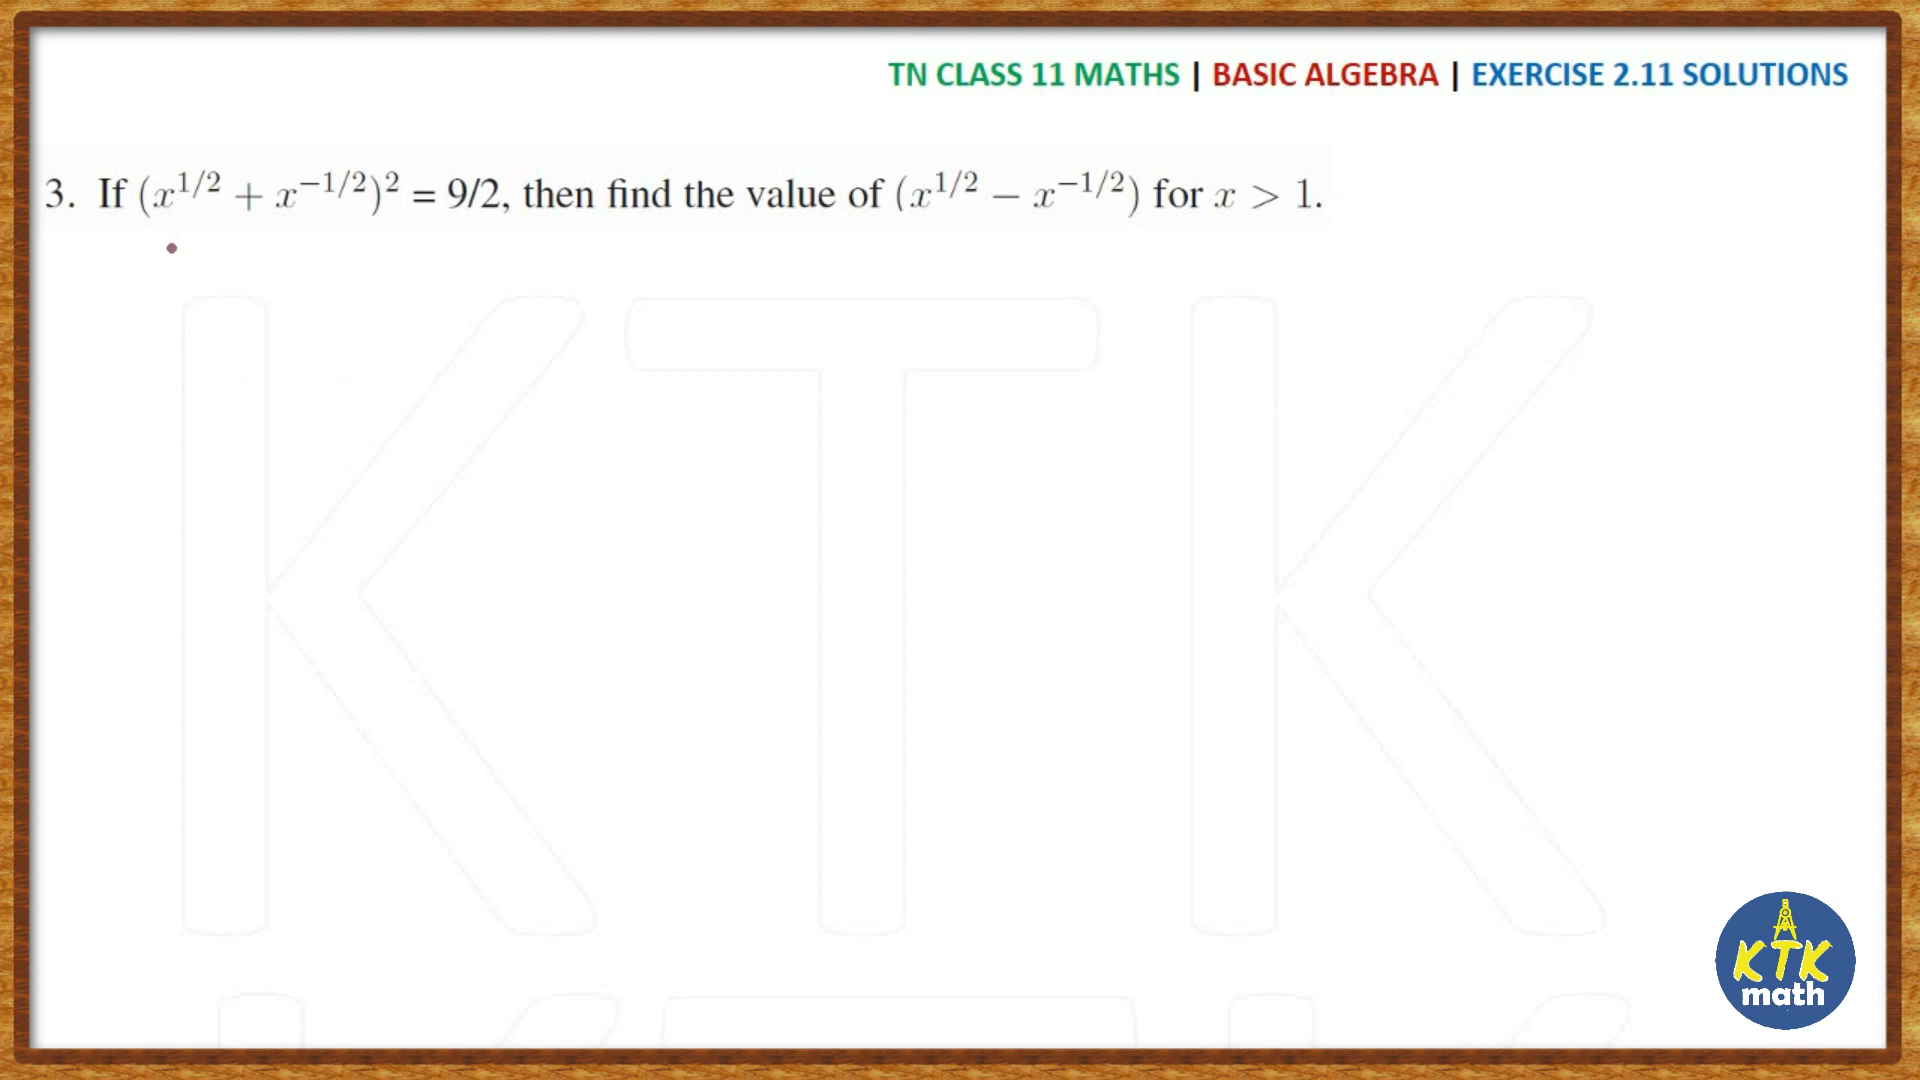 TN CLASS 11 MATHS | BASIC ALGEBRA | EXERCISE 2.11 SOLUTIONS
3. If (x^{1/2} + x^{−1/2})^2 = 9/2, then find the value of (x^{1/2} − x^{−1/2}) for x > 1.
KTK
KTK
math